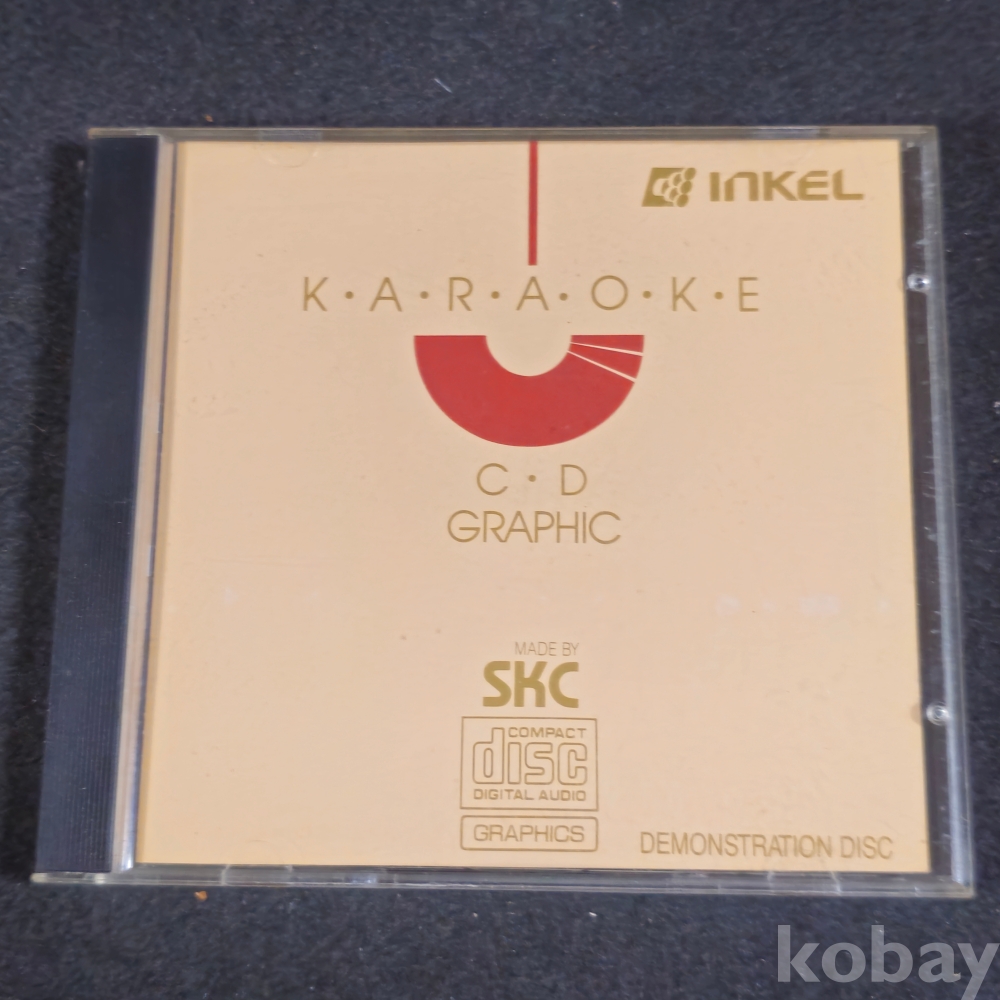 INKEL
K·A·R·A·O·K·E
C·D
GRAPHIC
MADE BY
SKC
COMPACT
disc
DIGITAL AUDIO
GRAPHICS
DEMONSTRATION DISC
kobay